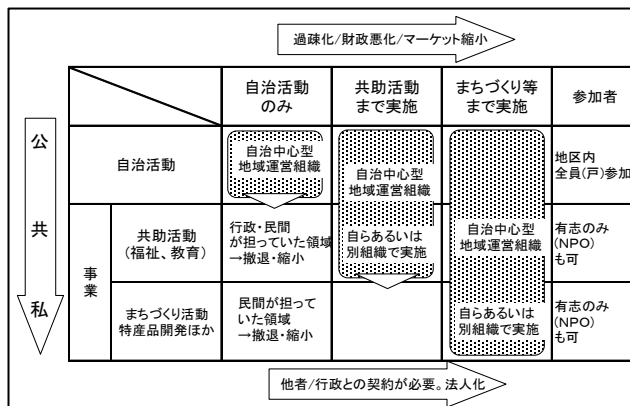 過疎化/財政悪化/マーケット縮小
自治活動
のみ
共助活動
まで実施
まちづくり等
まで実施
参加者
公
共
私
自治活動
自治中心型
地域運営組織
自治中心型
地域運営組織
地区内
全員(戸)参加
事
業
共助活動
(福祉、教育)
行政・民間
が担っていた領域
→撤退・縮小
自らあるいは
別組織で実施
自治中心型
地域運営組織
有志のみ
(NPO)
も可
まちづくり活動
特産品開発ほか
民間が担って
いた領域
→撤退・縮小
自らあるいは
別組織で実施
有志のみ
(NPO)
も可
他者/行政との契約が必要。法人化